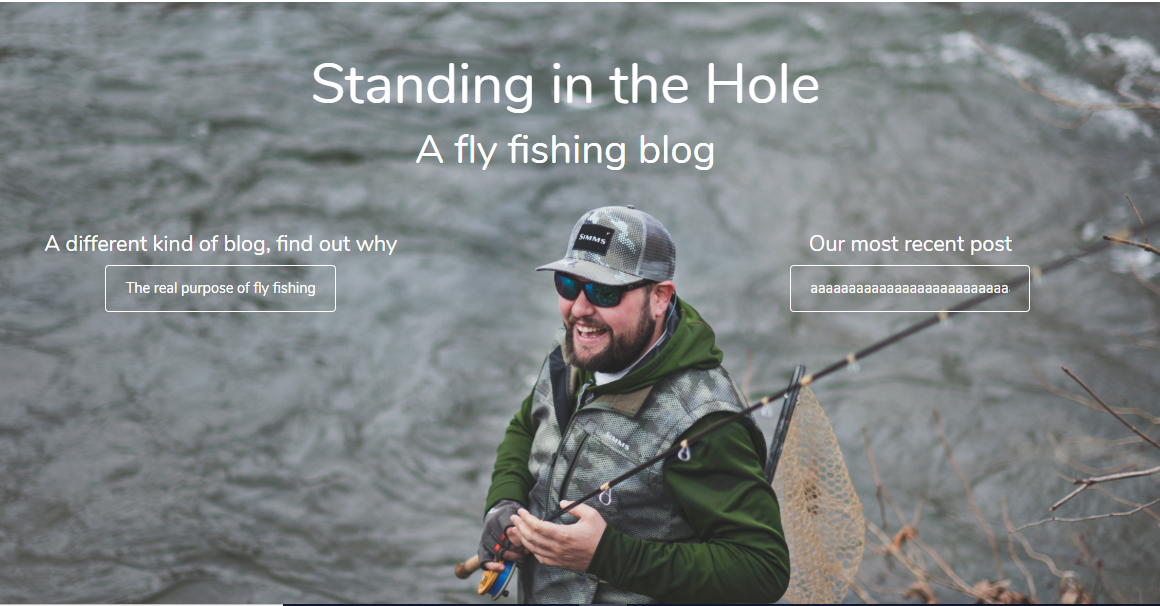 Standing in the Hole
A fly fishing blog
A different kind of blog, find out why
The real purpose of fly fishing
Our most recent post
aaaaaaaaaaaaaaaaaaaaaaaaaa
SIMMS
SIMMS